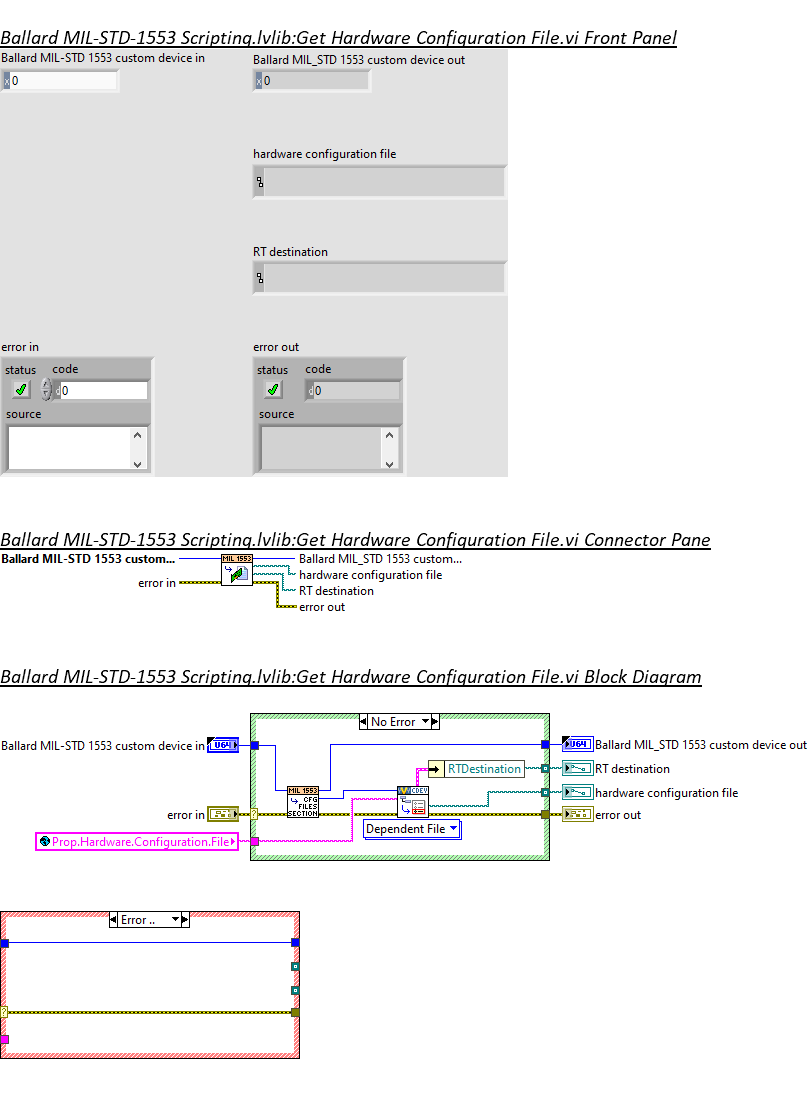 Ballard MIL-STD-1553 Scripting.lvlib:Get Hardware Configuration File.vi Front Panel
Ballard MIL-STD 1553 custom device in
Ballard MIL_STD 1553 custom device out
x 0
x 0
hardware configuration file
RT destination
error in
error out
status code
status code
d 0
d 0
source
source
Ballard MIL-STD-1553 Scripting.lvlib:Get Hardware Configuration File.vi Connector Pane
Ballard MIL-STD 1553 custom...
MIL 1553
Ballard MIL_STD 1553 custom...
hardware configuration file
error in
RT destination
error out
Ballard MIL-STD-1553 Scripting.lvlib:Get Hardware Configuration File.vi Block Diagram
No Error
Ballard MIL-STD 1553 custom device in
U64
U64
Ballard MIL_STD 1553 custom device out
RTDestination
RT destination
MIL 1553
CFG
FILES
SECTION
CDEV
hardware configuration file
error in
?
error out
Dependent File
Prop.Hardware.Configuration.File
Error ..
?